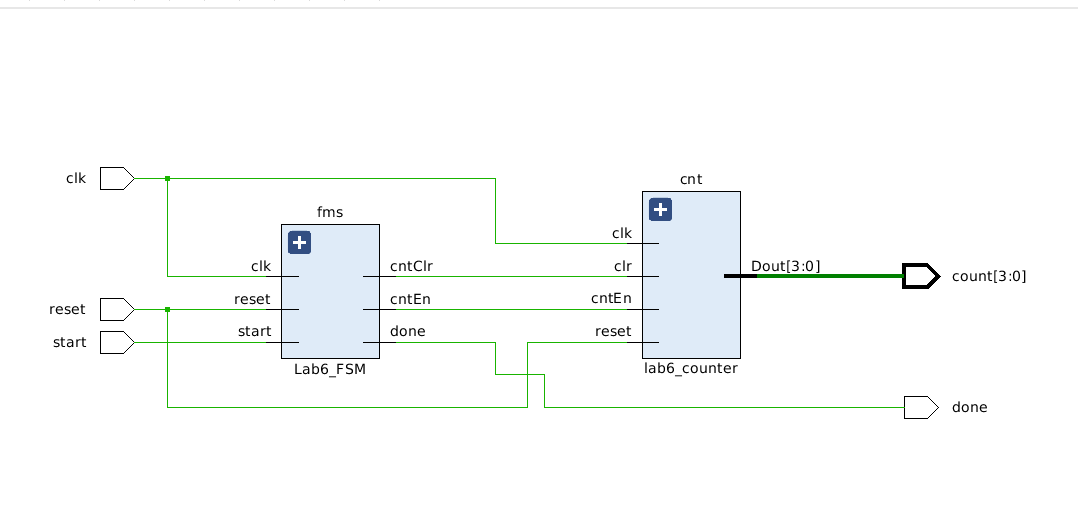 clk
reset
start
fms
clk
reset
start
cntClr
cntEn
done
Lab6_FSM
cnt
clk
clr
cntEn
reset
Dout[3:0]
lab6_counter
count[3:0]
done